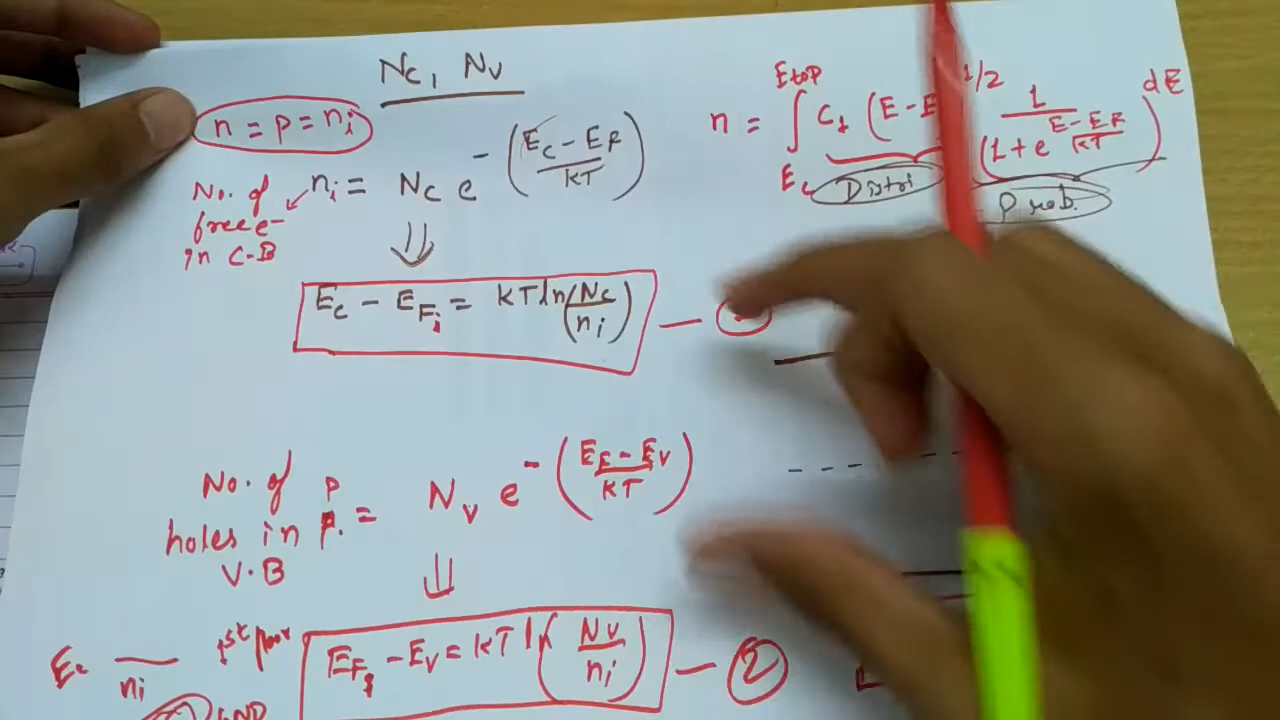 Nc, Nv
n = p = ni
ni = Nc e^-(Ec - EF / KT)
No. of
free e-
in C-B
⇓
Ec - EFi = KT ln(Nc / ni)
n = ∫ C1 (E - E 1/2 1 / (1 + e^(E - EF / KT)) dE
Etop
Ec
Distri
Prob.
No. of p
holes in p. = Nv e^-(EF - Ev / KT)
V.B
⇓
Ec
ni
1st floor
EFi - Ev = KT ln(Nv / ni) — 2
GND